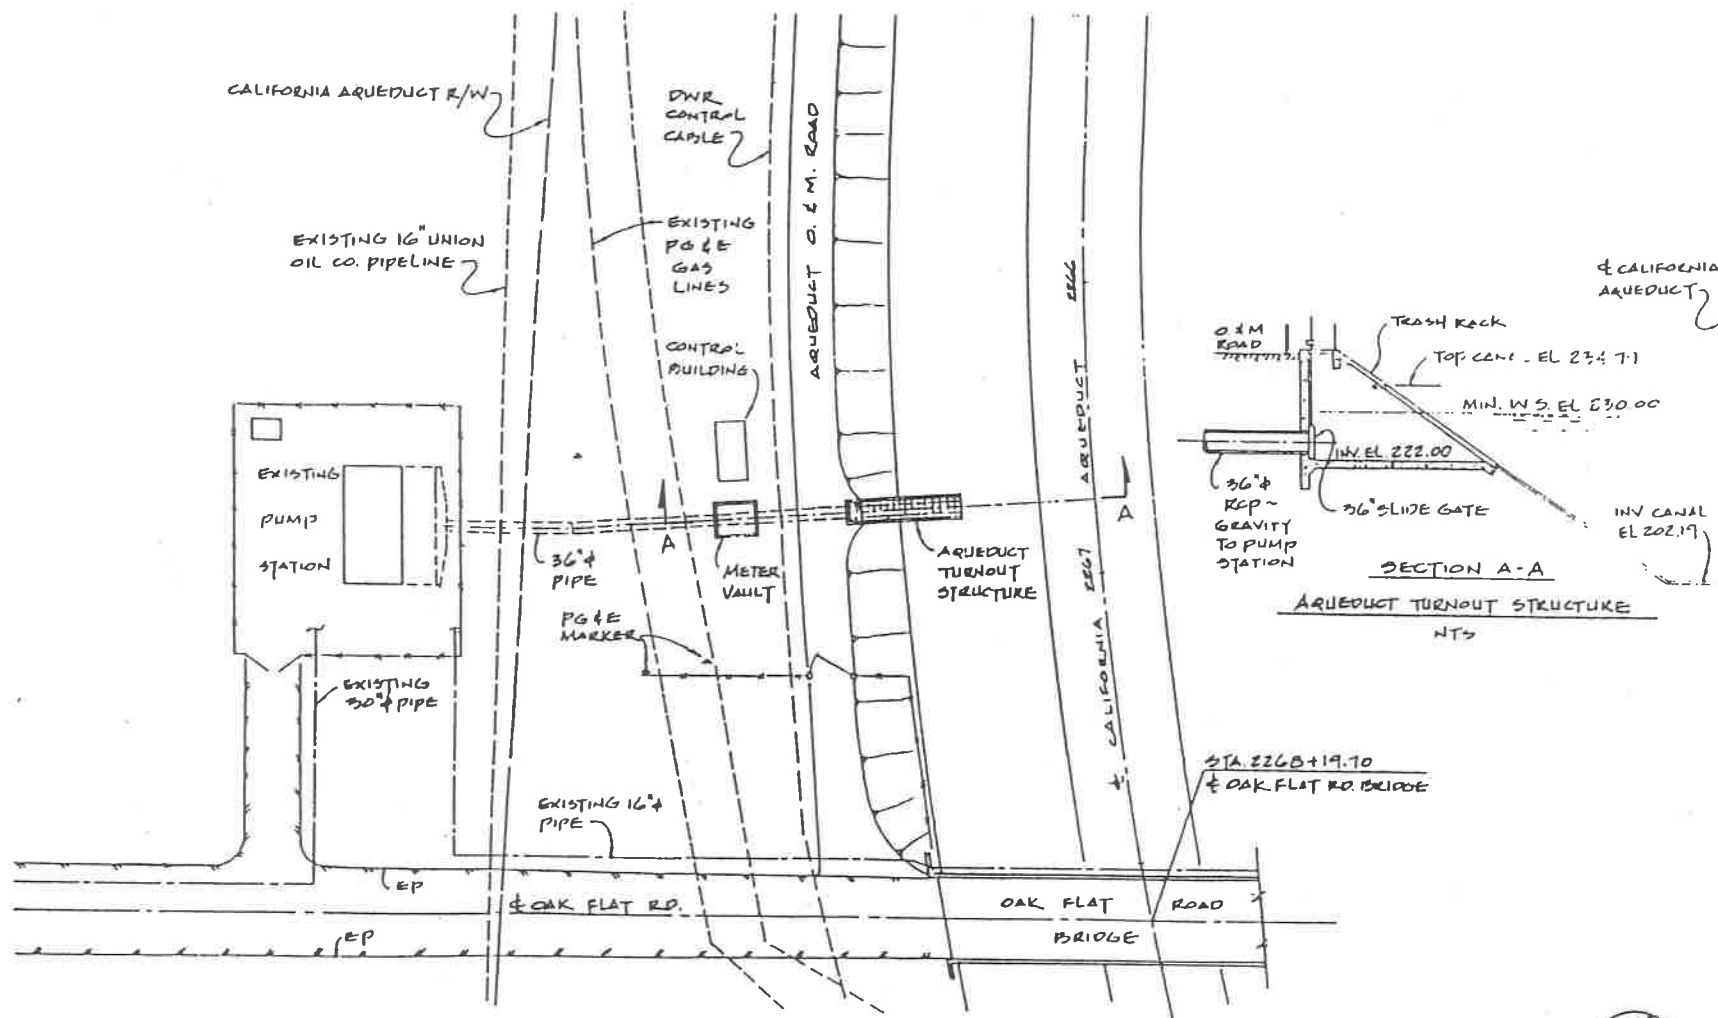 CALIFORNIA AQUEDUCT R/W
DWR
CONTROL
CABLE
AQUEDUCT O. & M. ROAD
EXISTING 16" UNION
OIL CO. PIPELINE
EXISTING
PG & E
GAS
LINES
CONTROL
BUILDING
EXISTING
PUMP
STATION
36"ϕ
PIPE
A
METER
VAULT
AQUEDUCT
TURNOUT
STRUCTURE
A
PG & E
MARKER
EXISTING
30"ϕ PIPE
EXISTING 16"ϕ
PIPE
AQUEDUCT
℄ CALIFORNIA
AQUEDUCT
STA. 2268+19.70
℄ OAK FLAT RD. BRIDGE
EP
℄ OAK FLAT RD.
OAK FLAT ROAD
BRIDGE
EP
℄ CALIFORNIA
AQUEDUCT
O & M
ROAD
TRASH RACK
MIN. W.S. EL 230.00
INV. EL 222.00
36"ϕ
RCP ~
GRAVITY
TO PUMP
STATION
36" SLIDE GATE
INV CANAL
EL 202.19
SECTION A-A
AQUEDUCT TURNOUT STRUCTURE
NTS